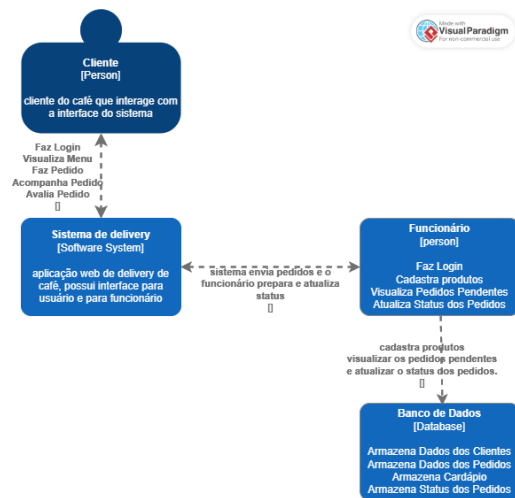 Made with
Visual Paradigm
For non-commercial use
Cliente
[Person]
cliente do café que interage com
a interface do sistema
Faz Login
Visualiza Menu
Faz Pedido
Acompanha Pedido
Avalia Pedido
[]
Sistema de delivery
[Software System]
aplicação web de delivery de
café, possui interface para
usuário e para funcionário
sistema envia pedidos e o
funcionário prepara e atualiza
status
[]
Funcionário
[person]
Faz Login
Cadastra produtos
Visualiza Pedidos Pendentes
Atualiza Status dos Pedidos
cadastra produtos
visualizar os pedidos pendentes
e atualizar o status dos pedidos.
[]
Banco de Dados
[Database]
Armazena Dados dos Clientes
Armazena Dados dos Pedidos
Armazena Cardápio
Armazena Status dos Pedidos